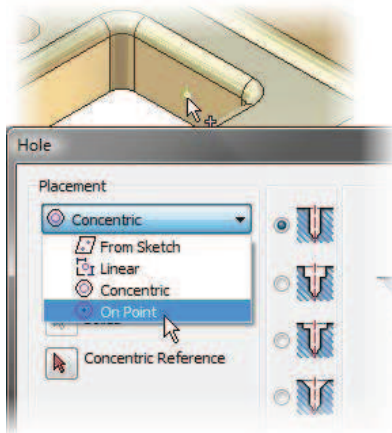 Hole
Placement
Concentric
From Sketch
Linear
Concentric
On Point
Concentric Reference